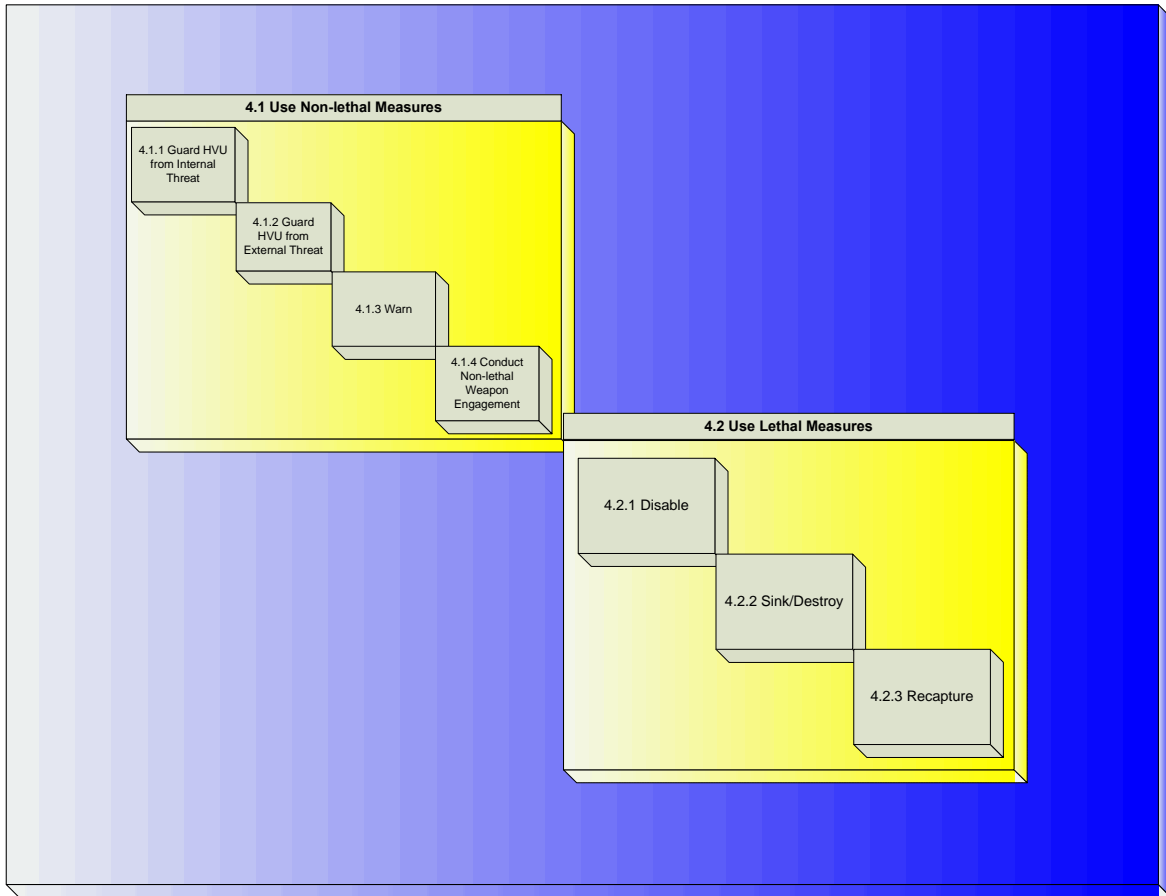 4.1 Use Non-lethal Measures
4.1.1 Guard HVU
from Internal
Threat
4.1.2 Guard
HVU from
External Threat
4.1.3 Warn
4.1.4 Conduct
Non-lethal
Weapon
Engagement
4.2 Use Lethal Measures
4.2.1 Disable
4.2.2 Sink/Destroy
4.2.3 Recapture